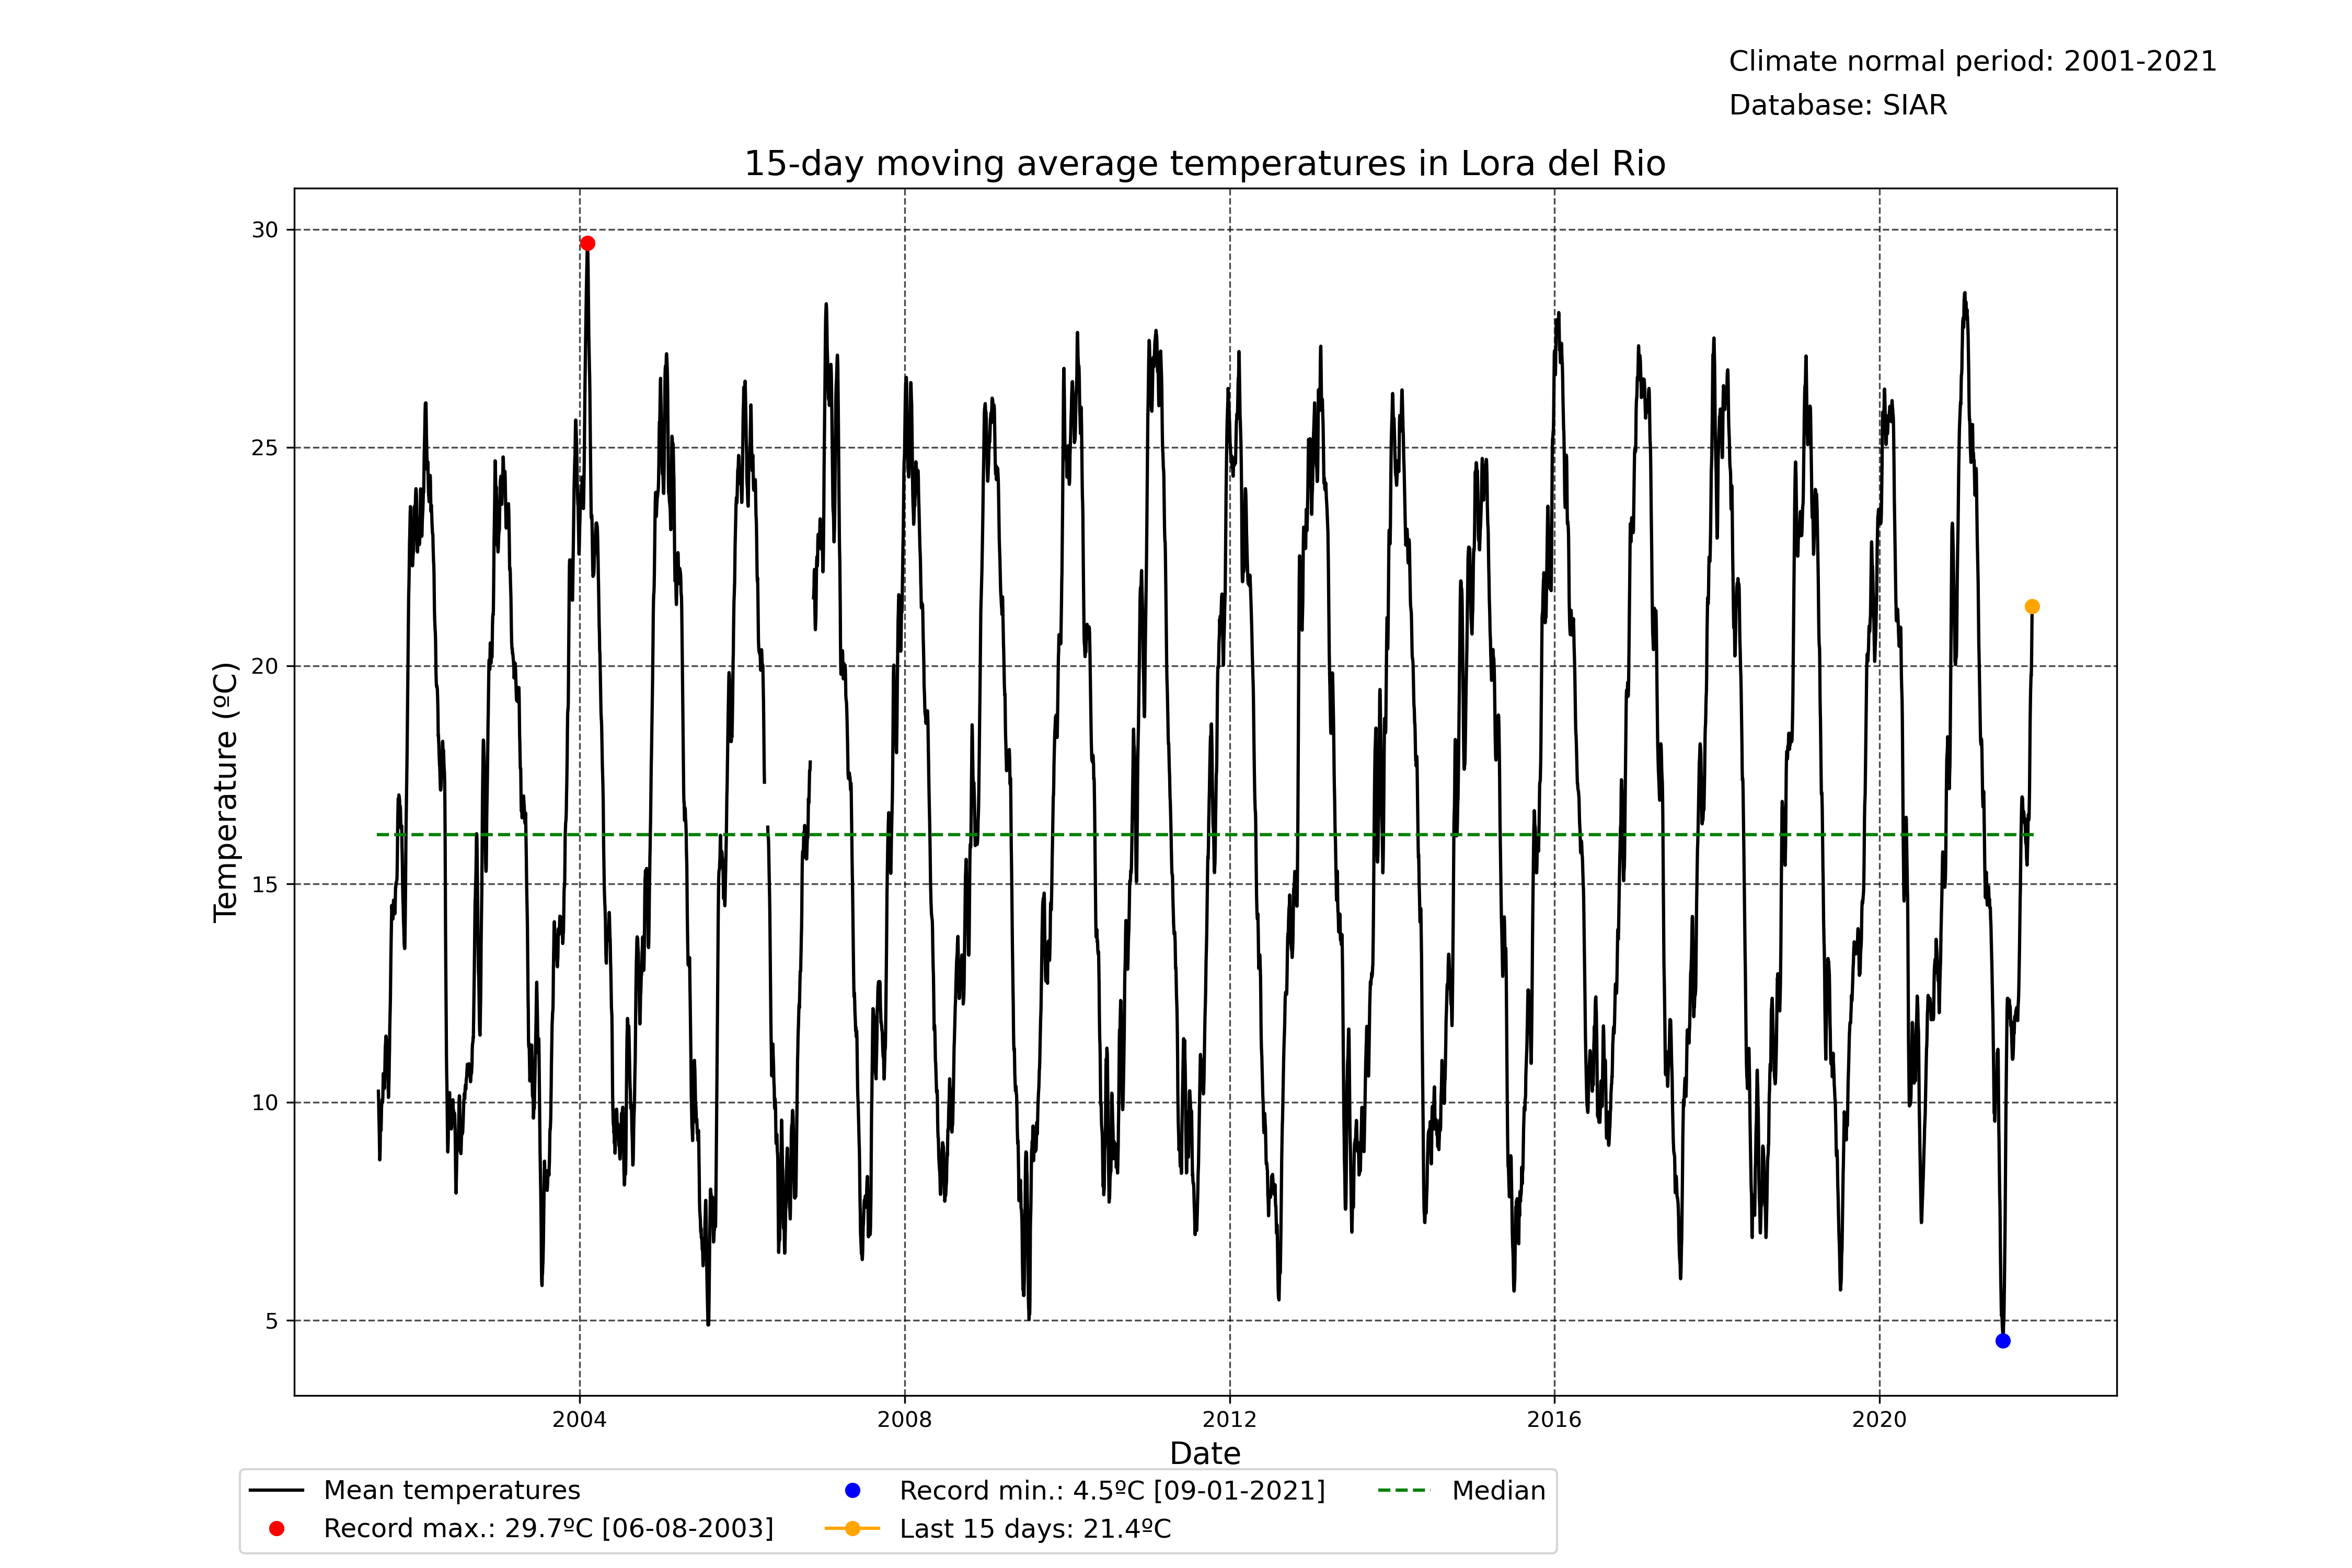 Climate normal period: 2001-2021
Database: SIAR
15-day moving average temperatures in Lora del Rio
30
25
20
15
10
5
Temperature (ºC)
2004 2008 2012 2016 2020
Date
Mean temperatures
Record max.: 29.7ºC [06-08-2003]
Record min.: 4.5ºC [09-01-2021]
Last 15 days: 21.4ºC
Median